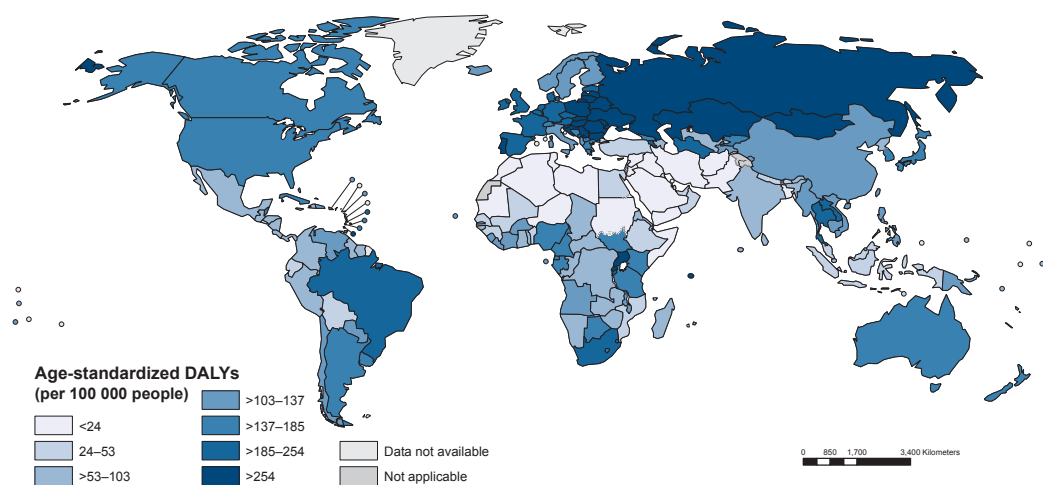 Age-standardized DALYs
(per 100 000 people)
<24
24–53
>53–103
>103–137
>137–185
>185–254
>254
Data not available
Not applicable
0 850 1,700 3,400 Kilometers